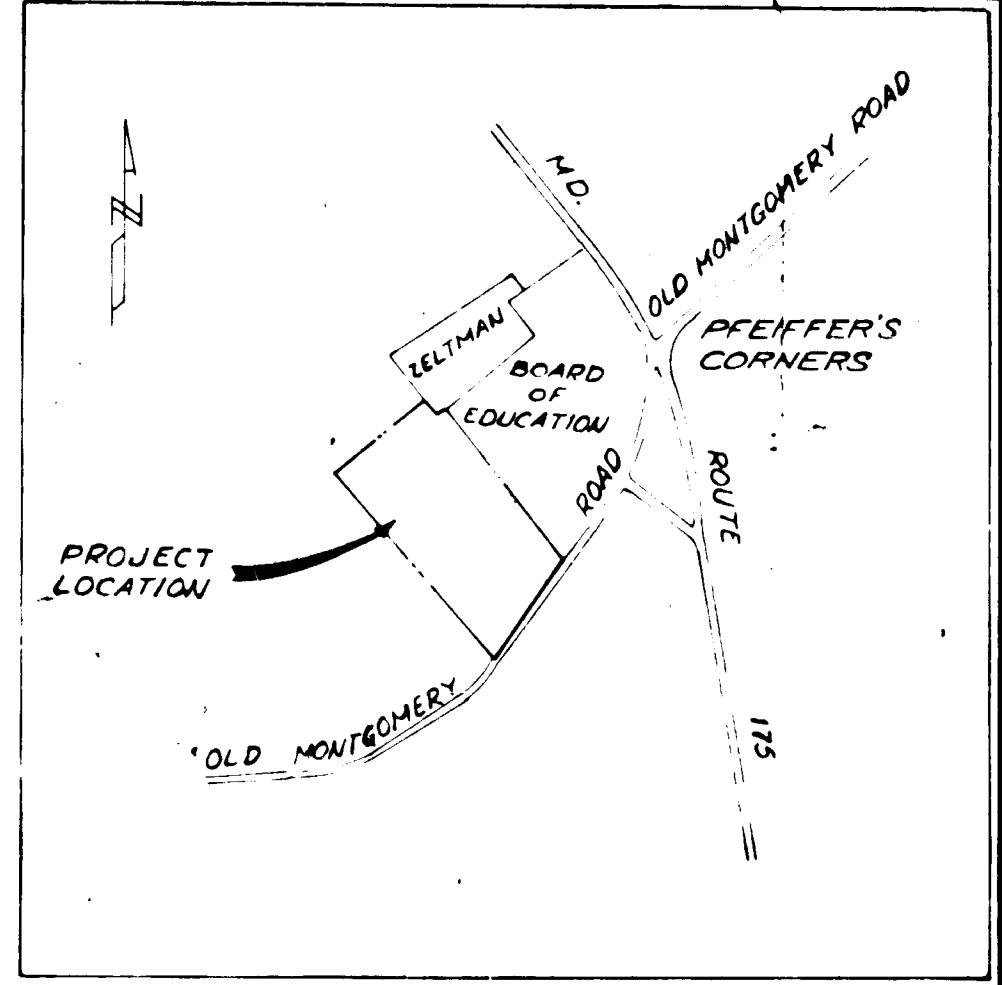 N
MD.
OLD MONTGOMERY ROAD
PFEIFFER'S
CORNERS
ZELTMAN
BOARD
OF
EDUCATION
ROAD
ROUTE
PROJECT
LOCATION
OLD MONTGOMERY
175